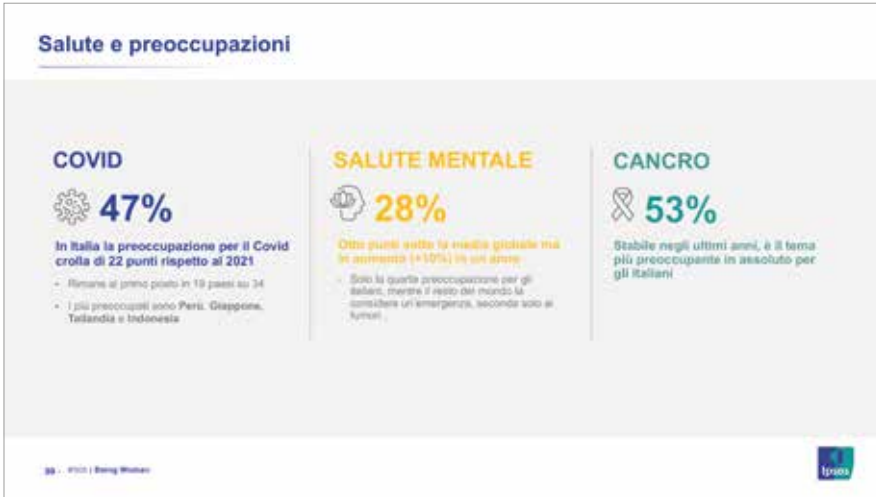 Salute e preoccupazioni
COVID
47%
In Italia la preoccupazione per il Covid
crolla di 22 punti rispetto al 2021
• Rimane al primo posto in 19 paesi su 34
• I più preoccupati sono Perù, Giappone,
Tailandia e Indonesia
SALUTE MENTALE
28%
Otto punti sotto la media globale ma
in aumento (+10%) in un anno
• Solo la quarta preoccupazione per gli
italiani, mentre il resto del mondo la
considera un'emergenza, seconda solo ai
tumori
CANCRO
53%
Stabile negli ultimi anni, è il tema
più preoccupante in assoluto per
gli italiani
Ipsos |
Ipsos